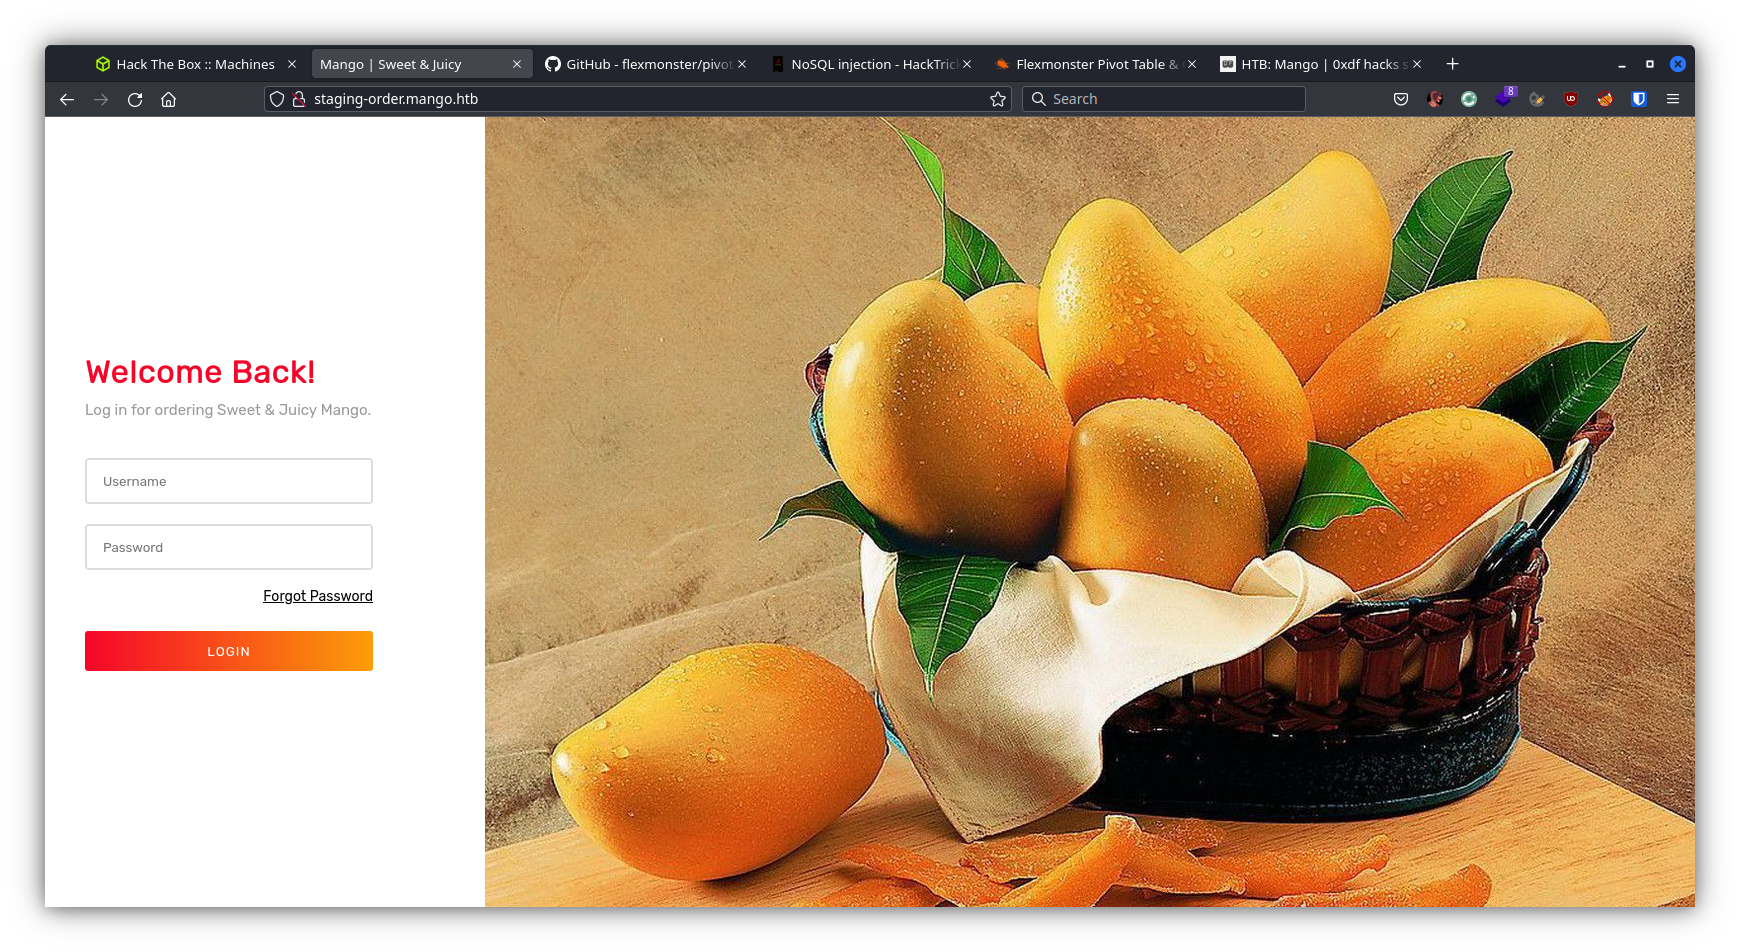 Hack The Box :: Machines
Mango | Sweet & Juicy
GitHub - flexmonster/pivot
NoSQL injection - HackTrick
Flexmonster Pivot Table &
HTB: Mango | 0xdf hacks s
staging-order.mango.htb
Search
8
Welcome Back!
Log in for ordering Sweet & Juicy Mango.
Username
Password
Forgot Password
LOGIN